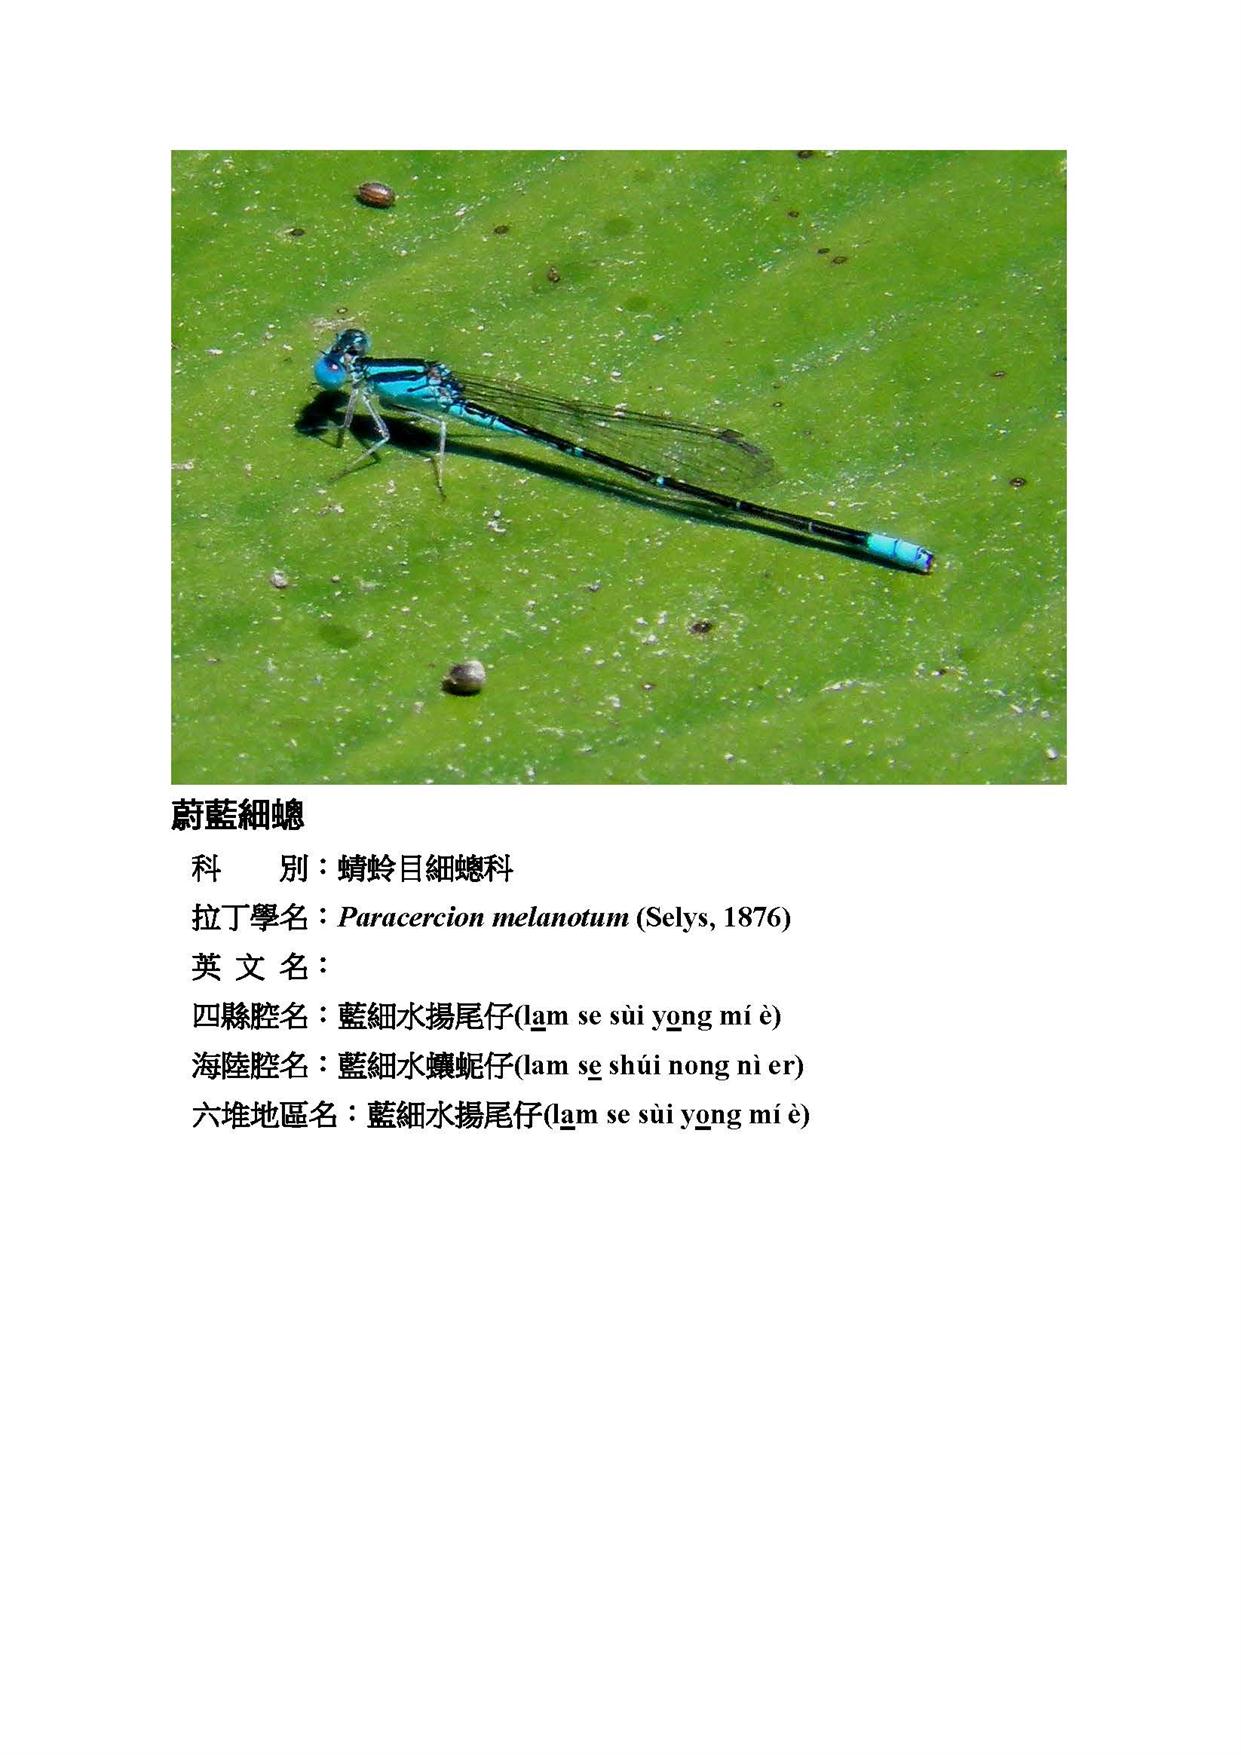 蔚藍細蟌
科　　別：蜻蛉目細蟌科
拉丁學名：Paracercion melanotum (Selys, 1876)
英 文 名：
四縣腔名：藍細水揚尾仔(lam se sùi yong mí è)
海陸腔名：藍細水蠰蚭仔(lam se shúi nong nì er)
六堆地區名：藍細水揚尾仔(lam se sùi yong mí è)